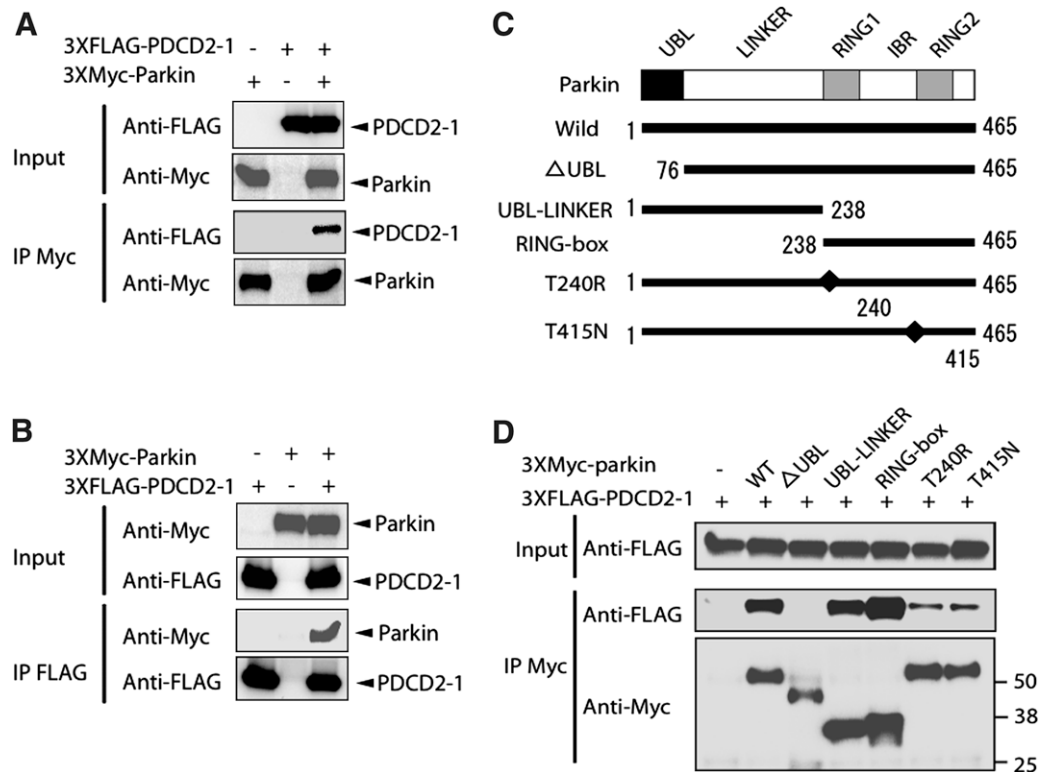 A
3XFLAG-PDCD2-1 - + +
3XMyc-Parkin + - +
Input
Anti-FLAG ◄PDCD2-1
Anti-Myc ◄Parkin
IP Myc
Anti-FLAG ◄PDCD2-1
Anti-Myc ◄Parkin
B
3XMyc-Parkin - + +
3XFLAG-PDCD2-1 + - +
Input
Anti-Myc ◄Parkin
Anti-FLAG ◄PDCD2-1
IP FLAG
Anti-Myc ◄Parkin
Anti-FLAG ◄PDCD2-1
C
UBL LINKER RING1 IBR RING2
Parkin
Wild 1 465
△UBL 76 465
UBL-LINKER 1 238
RING-box 238 465
T240R 1 465
240
T415N 1 465
415
D
3XMyc-parkin - WT △UBL UBL-LINKER RING-box T240R T415N
3XFLAG-PDCD2-1 + + + + + + +
Input Anti-FLAG
IP Myc
Anti-FLAG
Anti-Myc
50
38
25